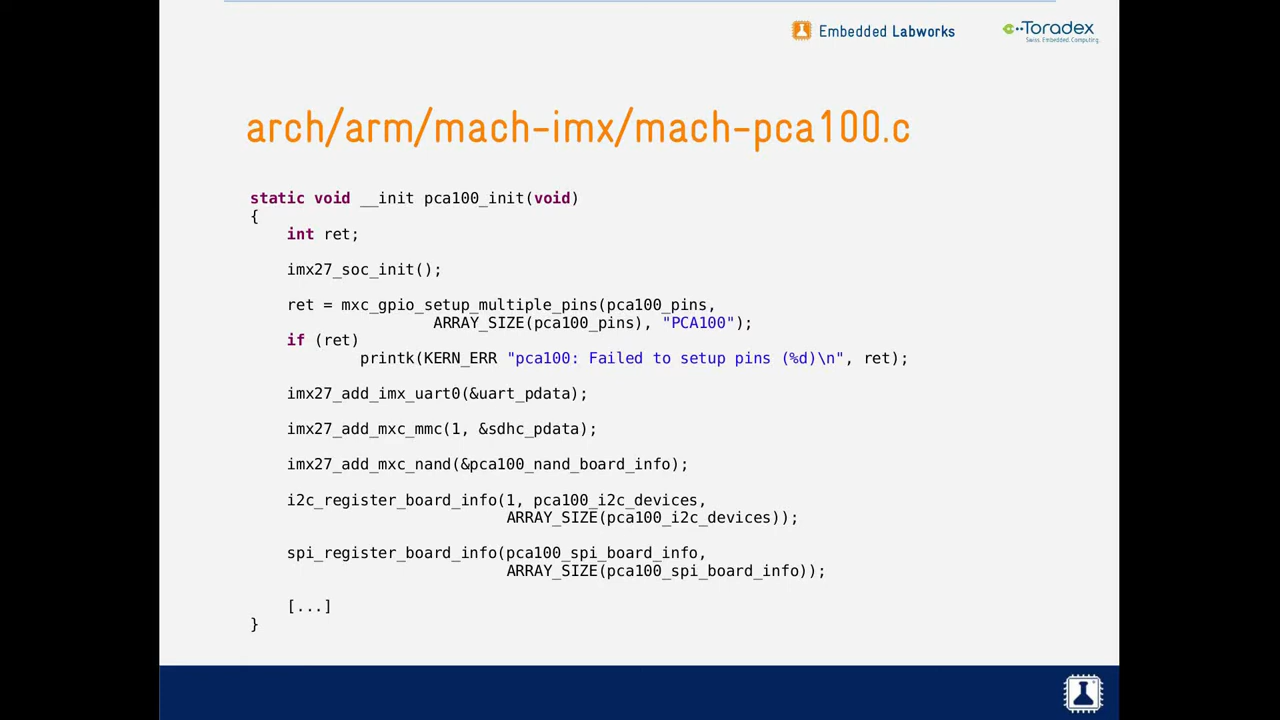 Embedded Labworks
Toradex
Swiss. Embedded. Computing.
arch/arm/mach-imx/mach-pca100.c
static void __init pca100_init(void)
{
    int ret;
    imx27_soc_init();
    ret = mxc_gpio_setup_multiple_pins(pca100_pins,
                    ARRAY_SIZE(pca100_pins), "PCA100");
    if (ret)
            printk(KERN_ERR "pca100: Failed to setup pins (%d)\n", ret);
    imx27_add_imx_uart0(&uart_pdata);
    imx27_add_mxc_mmc(1, &sdhc_pdata);
    imx27_add_mxc_nand(&pca100_nand_board_info);
    i2c_register_board_info(1, pca100_i2c_devices,
                            ARRAY_SIZE(pca100_i2c_devices));
    spi_register_board_info(pca100_spi_board_info,
                            ARRAY_SIZE(pca100_spi_board_info));
    [...]
}